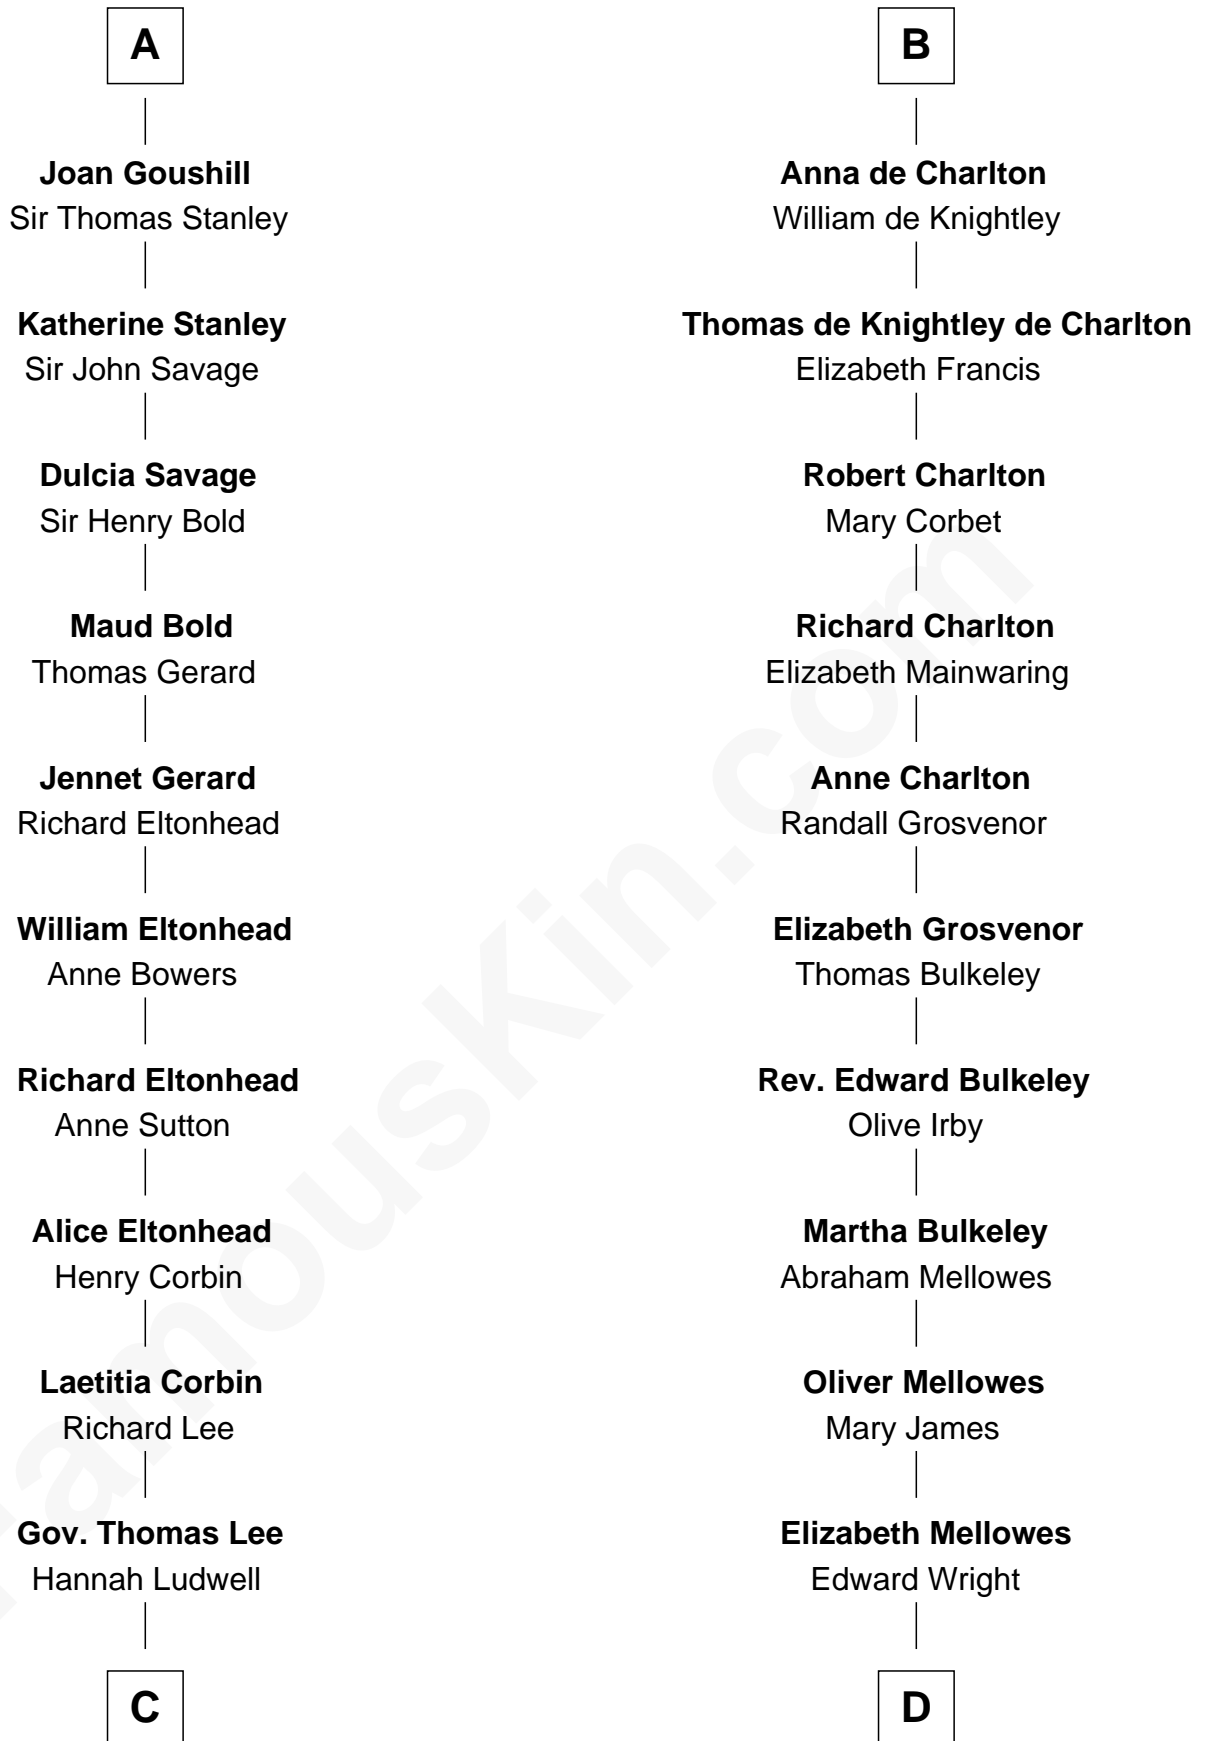 A
Joan Goushill
Sir Thomas Stanley
Katherine Stanley
Sir John Savage
Dulcia Savage
Sir Henry Bold
Maud Bold
Thomas Gerard
Jennet Gerard
Richard Eltonhead
William Eltonhead
Anne Bowers
Richard Eltonhead
Anne Sutton
Alice Eltonhead
Henry Corbin
Laetitia Corbin
Richard Lee
Gov. Thomas Lee
Hannah Ludwell
C
B
Anna de Charlton
William de Knightley
Thomas de Knightley de Charlton
Elizabeth Francis
Robert Charlton
Mary Corbet
Richard Charlton
Elizabeth Mainwaring
Anne Charlton
Randall Grosvenor
Elizabeth Grosvenor
Thomas Bulkeley
Rev. Edward Bulkeley
Olive Irby
Martha Bulkeley
Abraham Mellowes
Oliver Mellowes
Mary James
Elizabeth Mellowes
Edward Wright
D
FamousKin.com